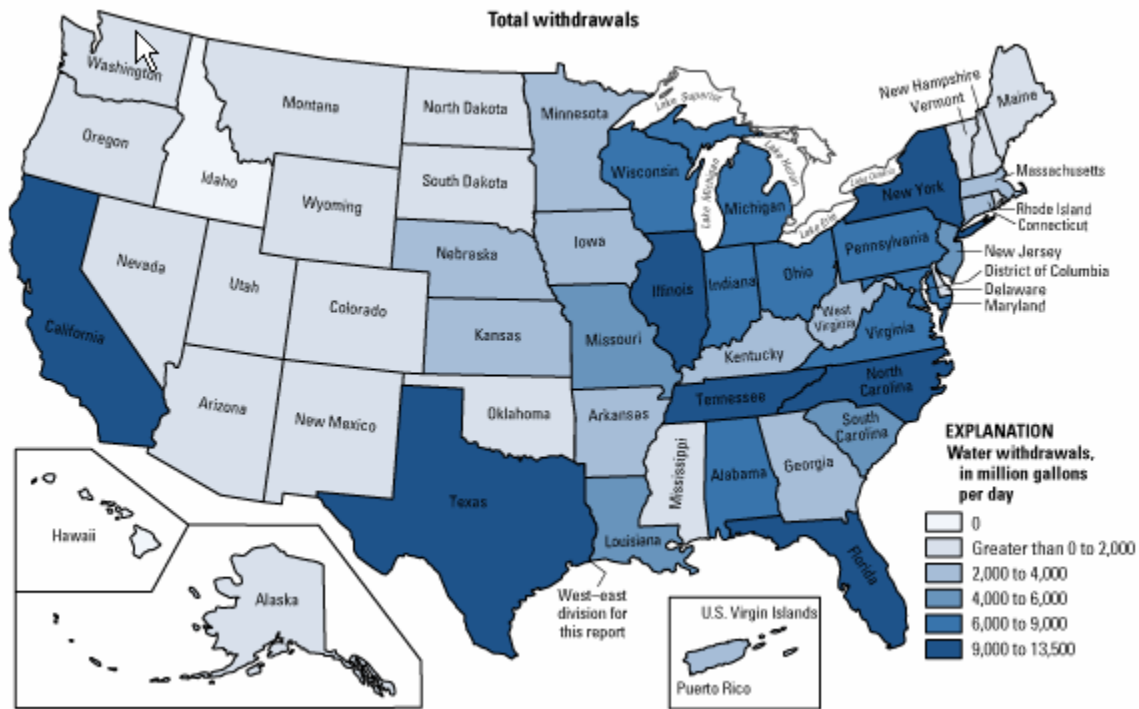 Total withdrawals
Washington
Oregon
California
Idaho
Nevada
Montana
Wyoming
Utah
Arizona
Colorado
New Mexico
North Dakota
South Dakota
Nebraska
Kansas
Oklahoma
Texas
Minnesota
Iowa
Missouri
Arkansas
Louisiana
Wisconsin
Illinois
Michigan
Indiana
Ohio
Kentucky
Tennessee
Mississippi
Alabama
Georgia
Florida
South
Carolina
North
Carolina
Virginia
West
Virginia
Pennsylvania
New York
Lake Superior
Lake Michigan
Lake Huron
Lake Erie
Lake Ontario
New Hampshire
Vermont
Maine
Massachusetts
Rhode Island
Connecticut
New Jersey
District of Columbia
Delaware
Maryland
Hawaii
Alaska
West–east
division for
this report
U.S. Virgin Islands
Puerto Rico
EXPLANATION
Water withdrawals,
in million gallons
per day
0
Greater than 0 to 2,000
2,000 to 4,000
4,000 to 6,000
6,000 to 9,000
9,000 to 13,500